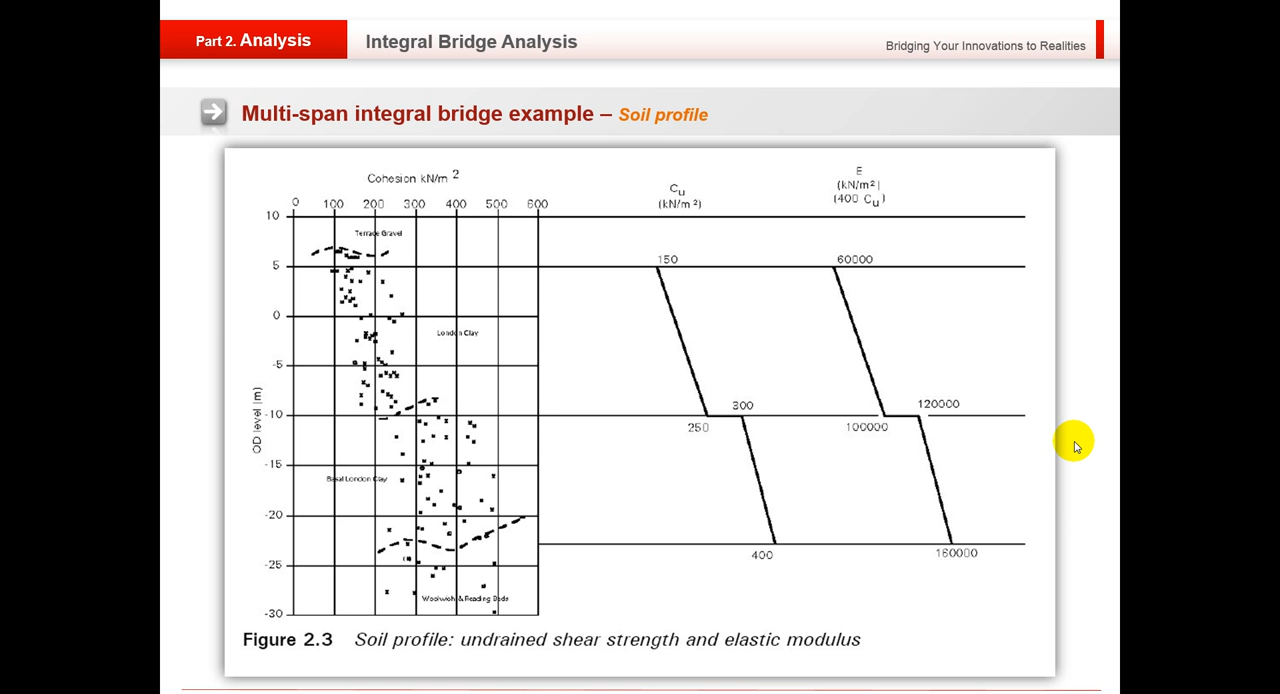 Part 2. Analysis
Integral Bridge Analysis
Bridging Your Innovations to Realities
Multi-span integral bridge example – Soil profile
Cohesion kN/m 2
0 100 200 300 400 500 600
Cu
(kN/m²)
E
(kN/m²)
(400 Cu)
10
Terrace Gravel
5
150
60000
0
London Clay
-5
OD level (m)
-10
300
120000
250
100000
-15
Basal London Clay
-20
400
160000
-25
Woolwich & Reading Beds
-30
Figure 2.3 Soil profile: undrained shear strength and elastic modulus